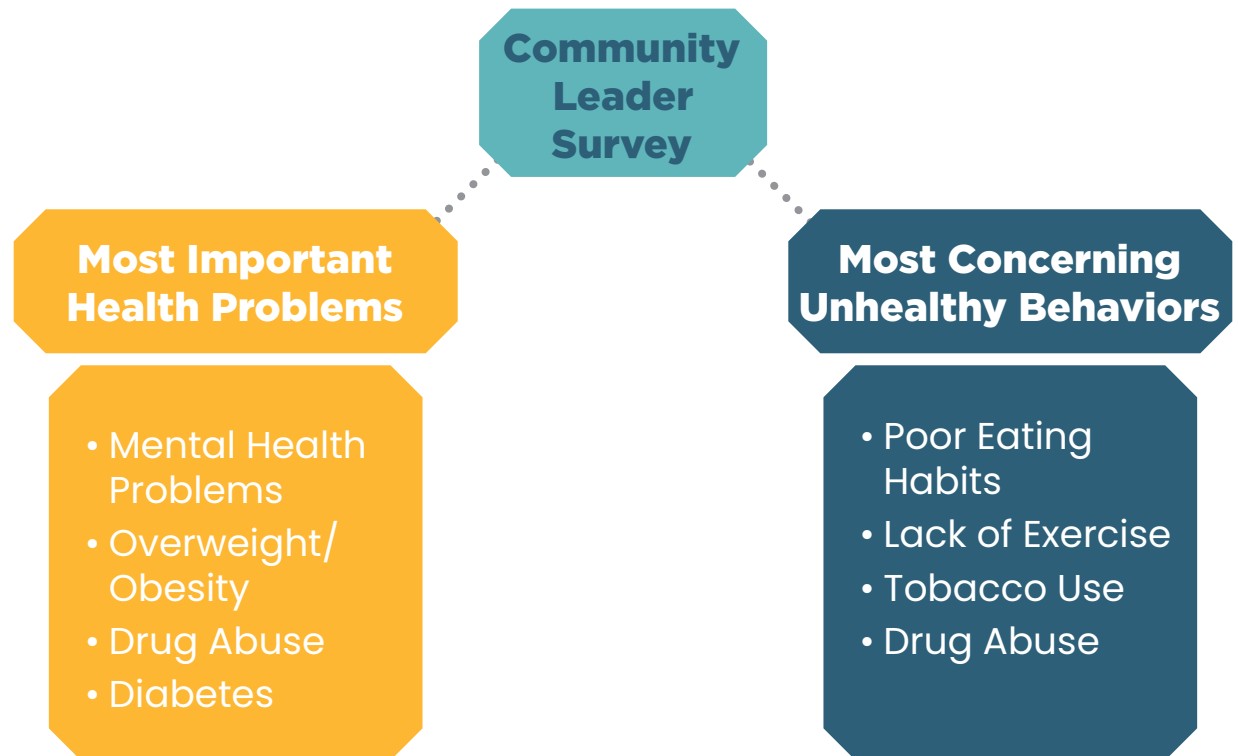 Community
Leader
Survey
Most Important
Health Problems
• Mental Health
Problems
• Overweight/
Obesity
• Drug Abuse
• Diabetes
Most Concerning
Unhealthy Behaviors
• Poor Eating
Habits
• Lack of Exercise
• Tobacco Use
• Drug Abuse